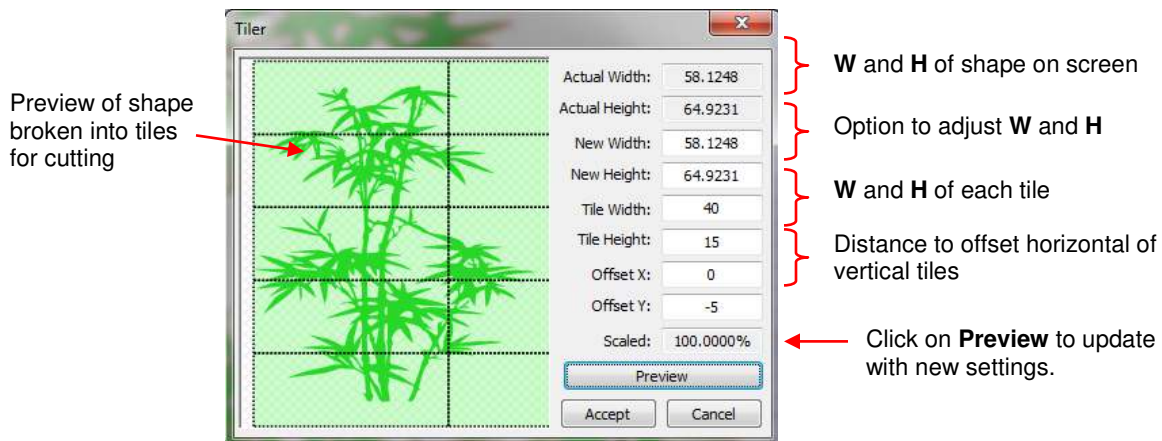 Preview of shape
broken into tiles
for cutting
Tiler
Actual Width: 58.1248
Actual Height: 64.9231
New Width: 58.1248
New Height: 64.9231
Tile Width: 40
Tile Height: 15
Offset X: 0
Offset Y: -5
Scaled: 100.0000%
Preview
Accept Cancel
W and H of shape on screen
Option to adjust W and H
W and H of each tile
Distance to offset horizontal of
vertical tiles
Click on Preview to update
with new settings.